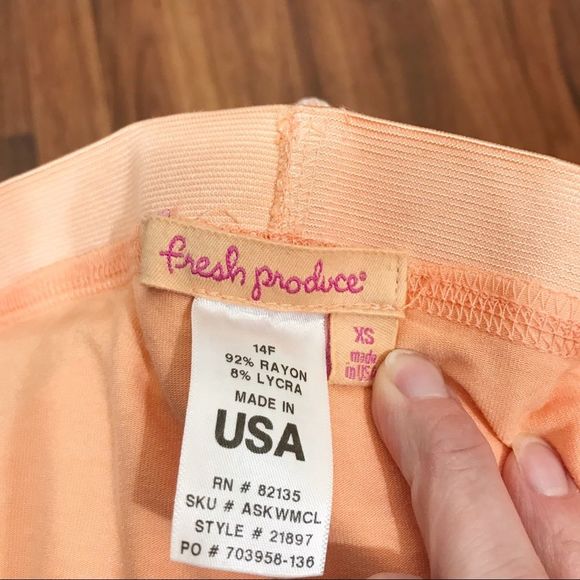 fresh produce®
XS
made
in USA
14F
92% RAYON
8% LYCRA
MADE IN
USA
RN # 82135
SKU # ASKWMCL
STYLE # 21897
PO # 703958-136